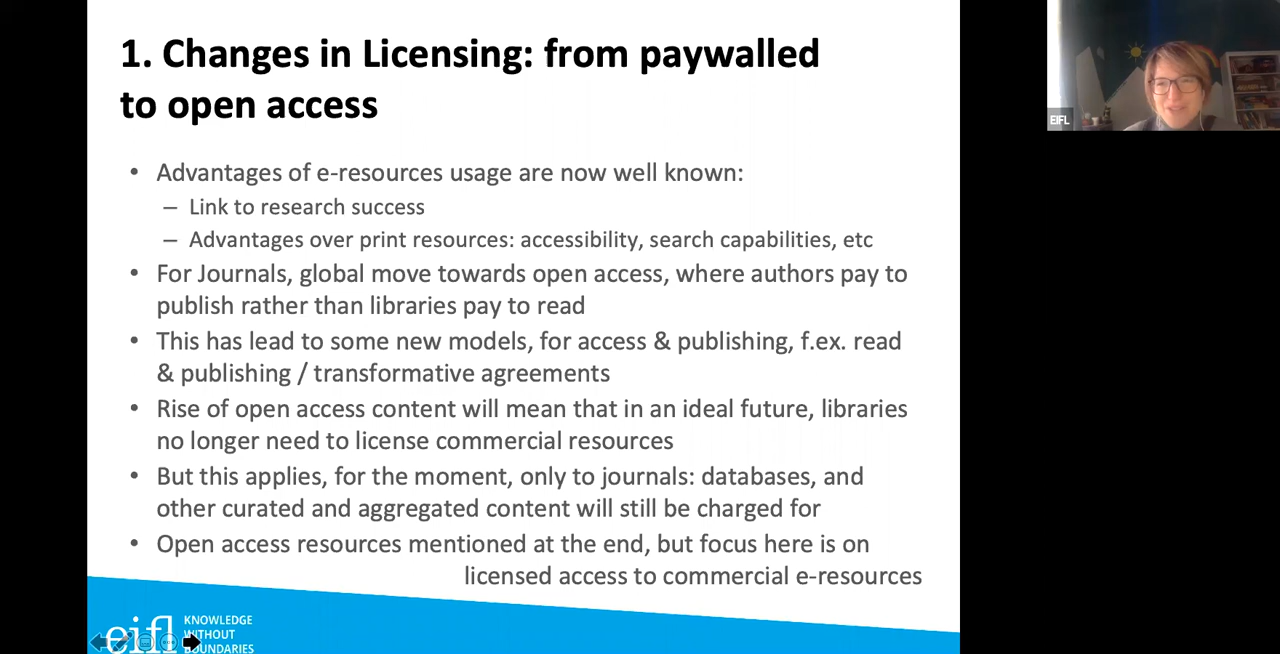 1. Changes in Licensing: from paywalled
to open access
• Advantages of e-resources usage are now well known:
– Link to research success
– Advantages over print resources: accessibility, search capabilities, etc
• For Journals, global move towards open access, where authors pay to
publish rather than libraries pay to read
• This has lead to some new models, for access & publishing, f.ex. read
& publishing / transformative agreements
• Rise of open access content will mean that in an ideal future, libraries
no longer need to license commercial resources
• But this applies, for the moment, only to journals: databases, and
other curated and aggregated content will still be charged for
• Open access resources mentioned at the end, but focus here is on
licensed access to commercial e-resources
eifl
KNOWLEDGE
WITHOUT
BOUNDARIES
EIFL